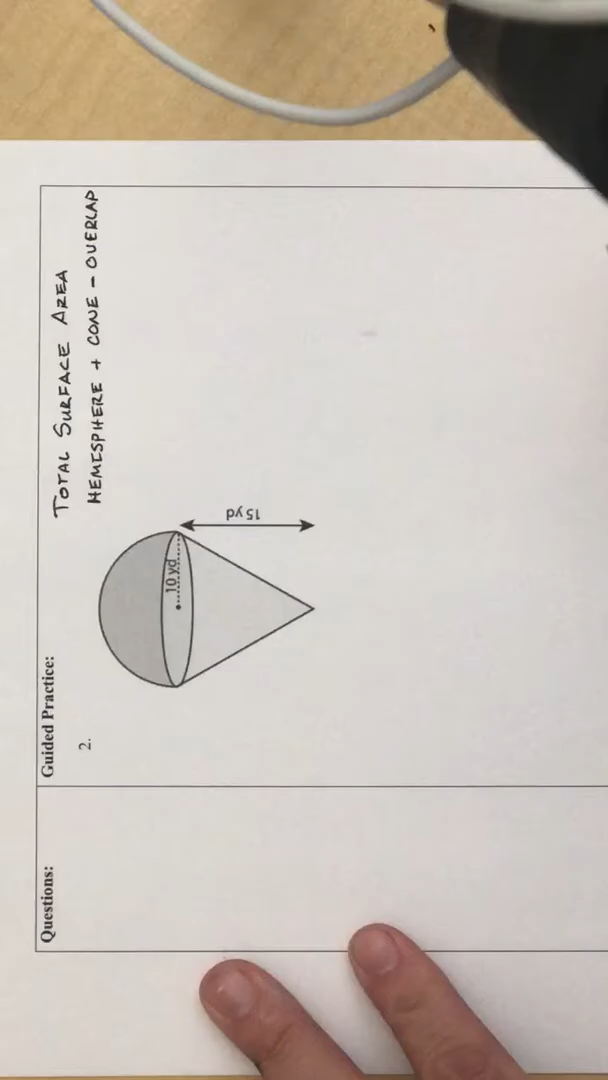 Questions:
Guided Practice:
TOTAL SURFACE AREA
HEMISPHERE + CONE - OVERLAP
2.
10 yd
15 yd